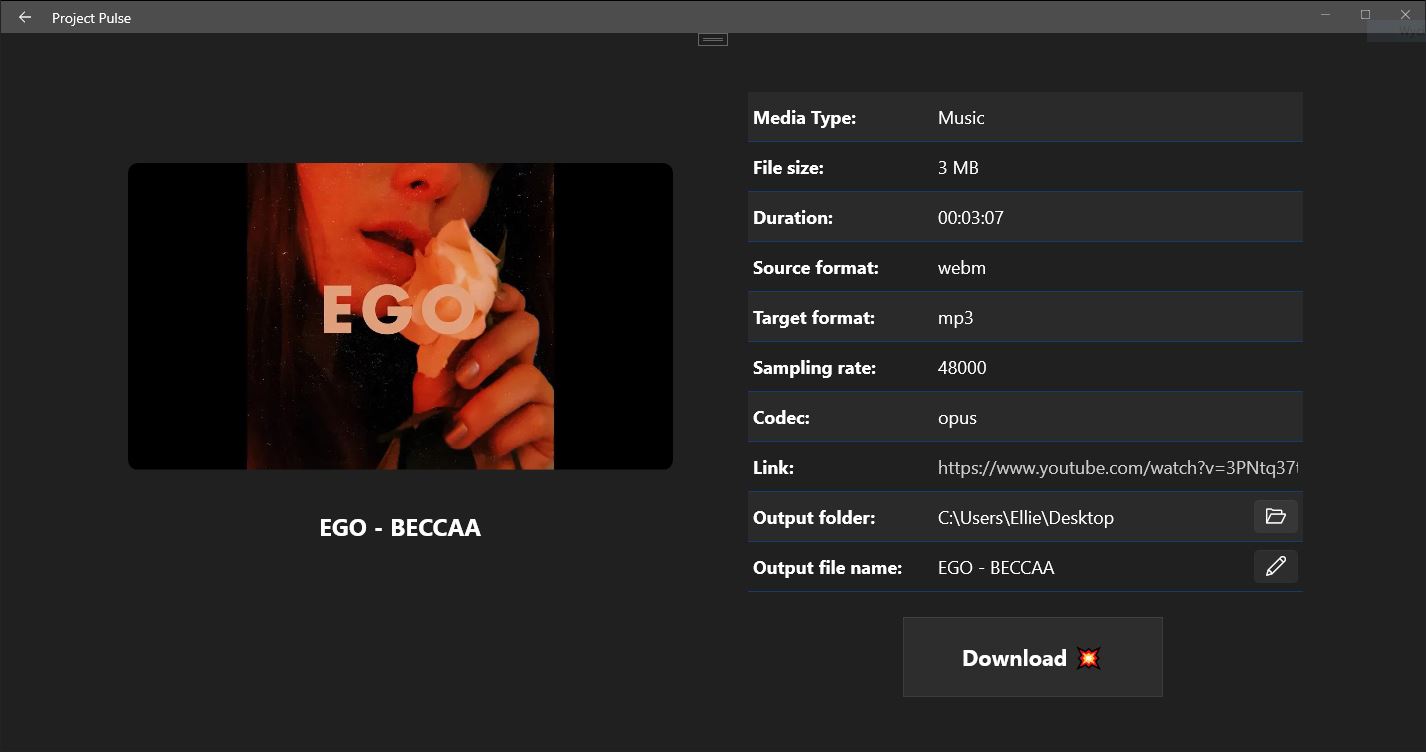 Project Pulse
EGO
EGO - BECCAA
Media Type: Music
File size: 3 MB
Duration: 00:03:07
Source format: webm
Target format: mp3
Sampling rate: 48000
Codec: opus
Link: https://www.youtube.com/watch?v=3PNtq37
Output folder: C:\Users\Ellie\Desktop
Output file name: EGO - BECCAA
Download 💥